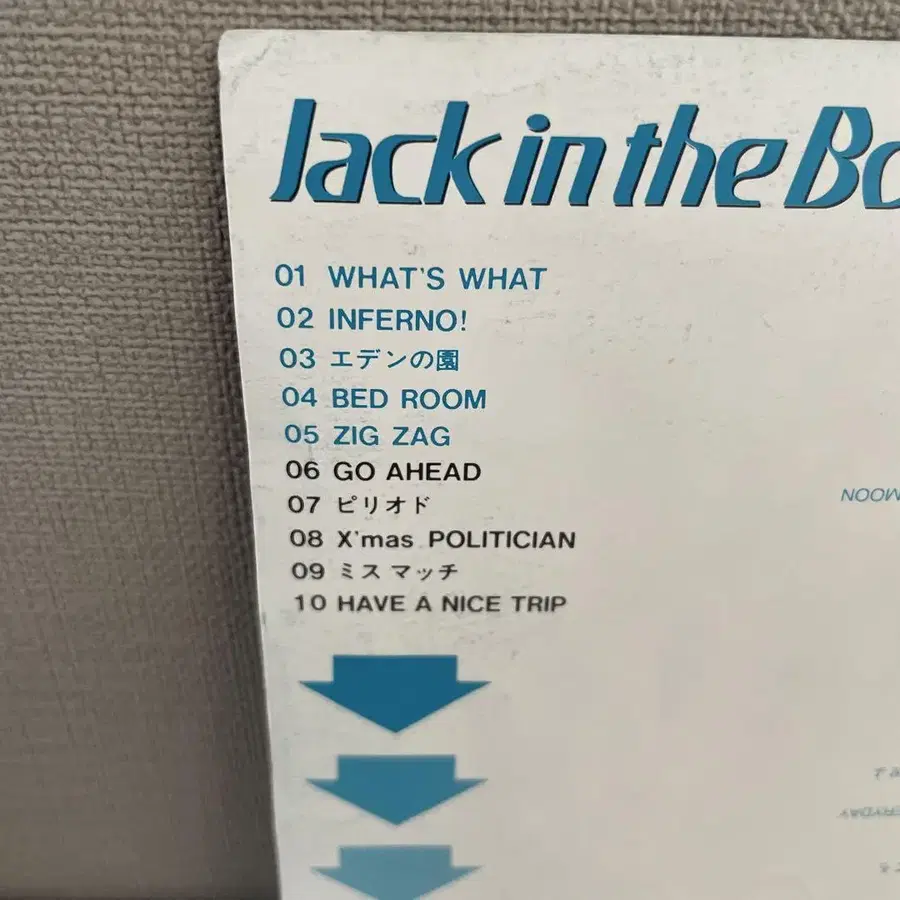 Jack in the Bo
01 WHAT'S WHAT
02 INFERNO!
03 エデンの園
04 BED ROOM
05 ZIG ZAG
06 GO AHEAD
07 ピリオド
08 X'mas POLITICIAN
09 ミスマッチ
10 HAVE A NICE TRIP
MOON
ERYDAY